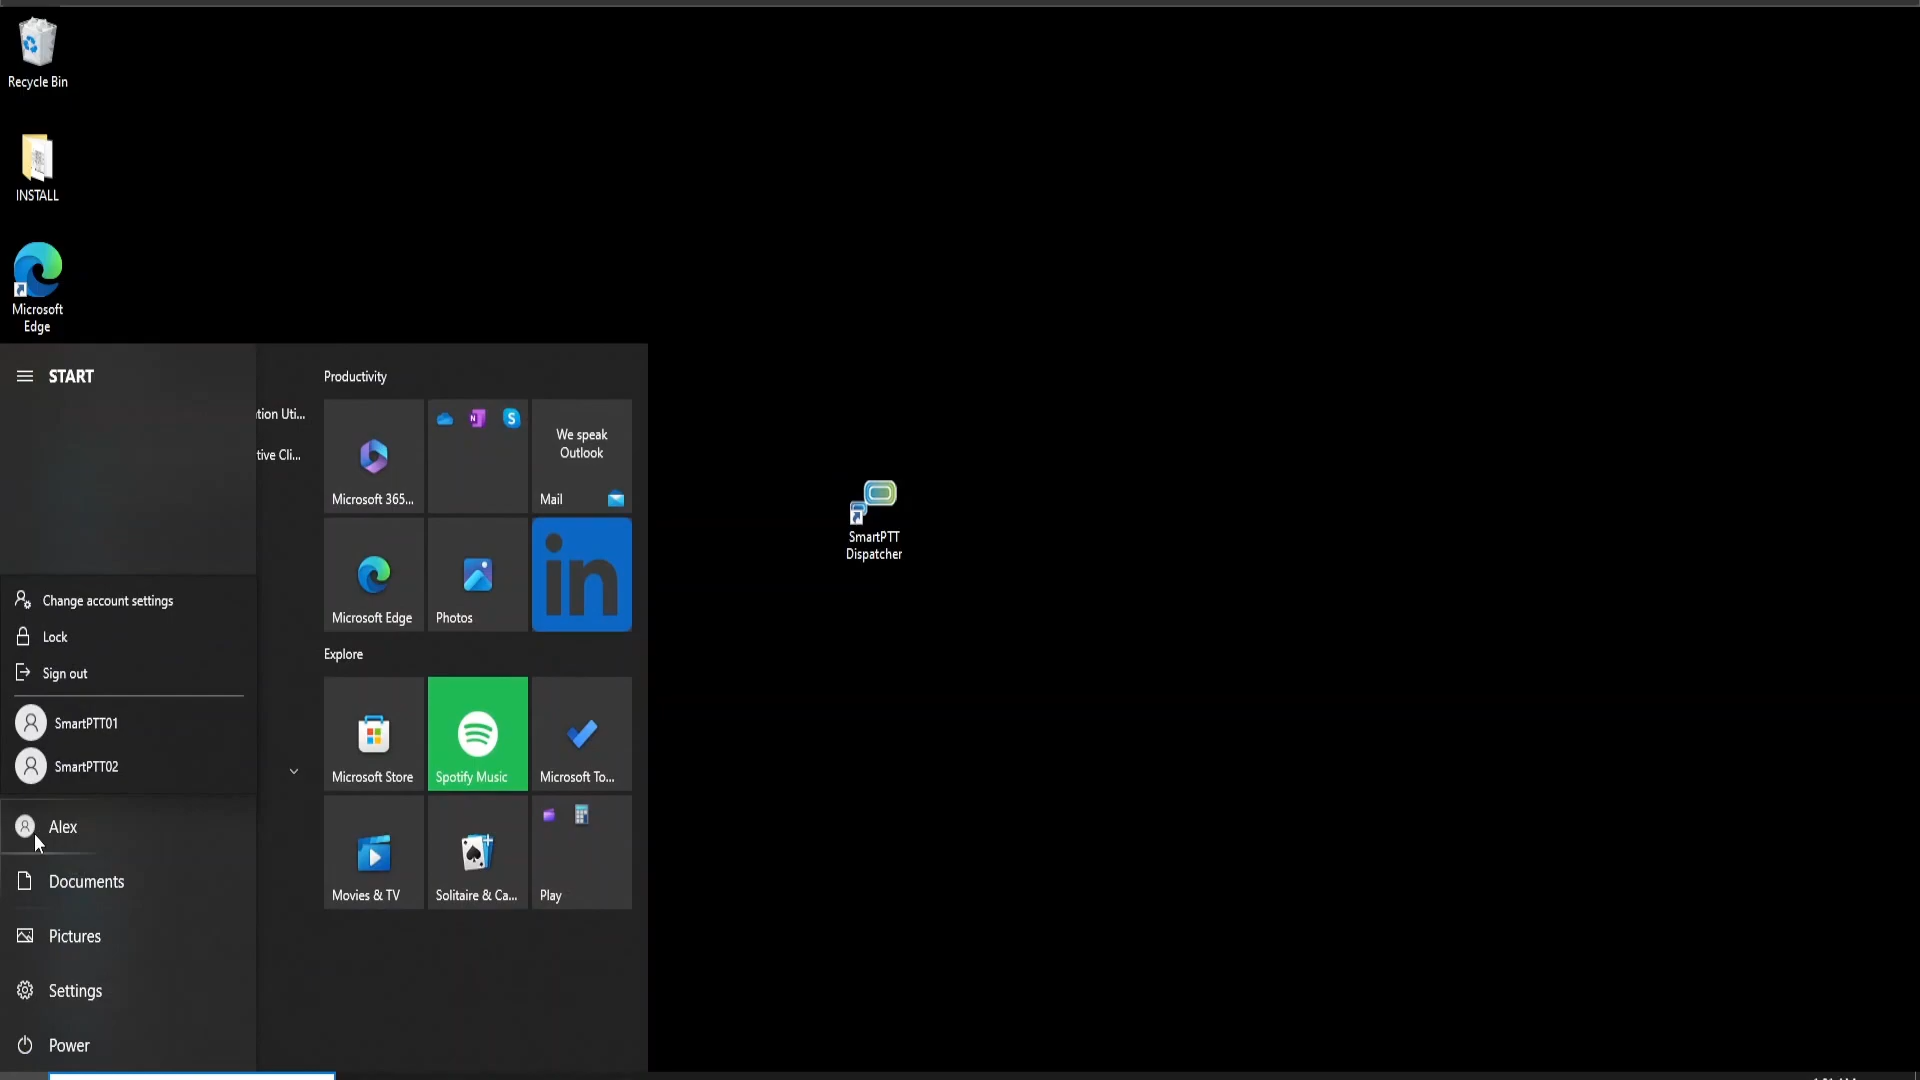 Recycle Bin
INSTALL
Microsoft
Edge
START
Change account settings
Lock
Sign out
SmartPTT01
SmartPTT02
Alex
Documents
Pictures
Settings
Power
tion Uti...
tive Cli...
Productivity
Microsoft 365...
We speak
Outlook
Mail
Microsoft Edge
Photos
in
Explore
Microsoft Store
Spotify Music
Microsoft To...
Movies & TV
Solitaire & Ca...
Play
SmartPTT
Dispatcher